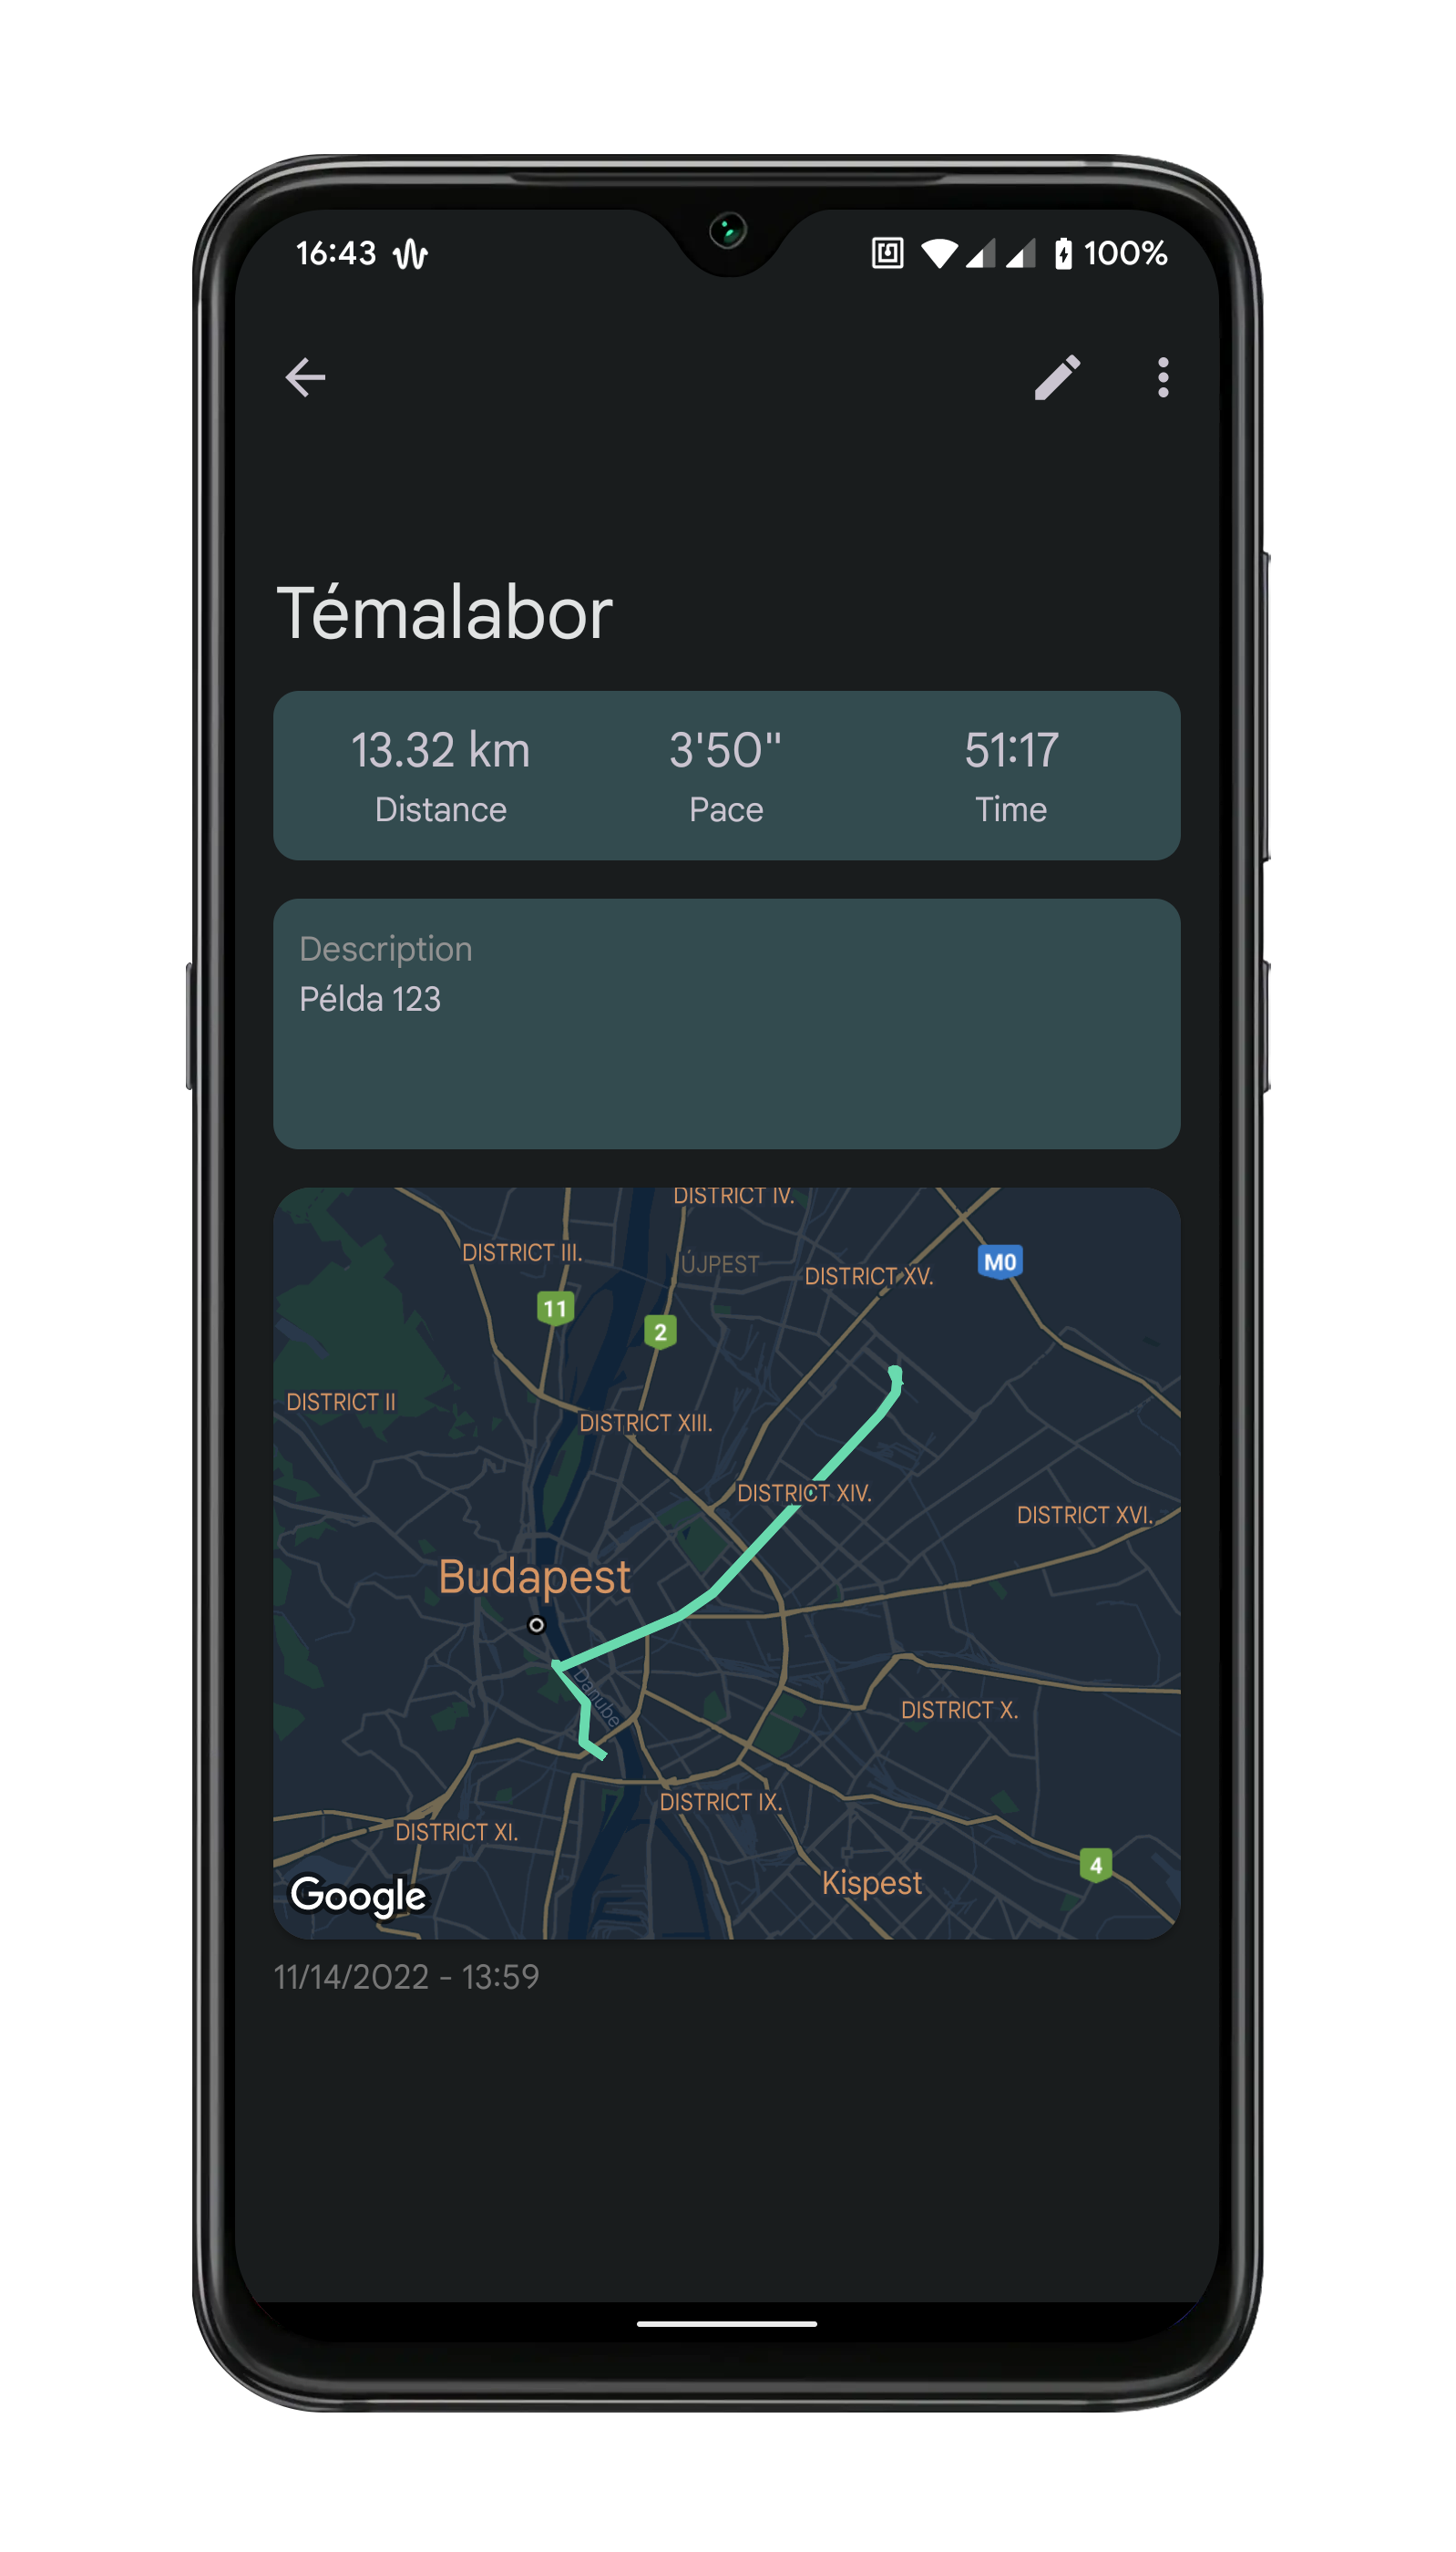 16:43 100%
Témalabor
13.32 km 3'50" 51:17
Distance Pace Time
Description
Példa 123
DISTRICT IV.
DISTRICT III. ÚJPEST
DISTRICT XV. M0
11
2
DISTRICT II
DISTRICT XIII.
DISTRICT XIV.
DISTRICT XVI.
Budapest
Danube
DISTRICT X.
DISTRICT IX.
DISTRICT XI.
4
Kispest
Google
11/14/2022 - 13:59